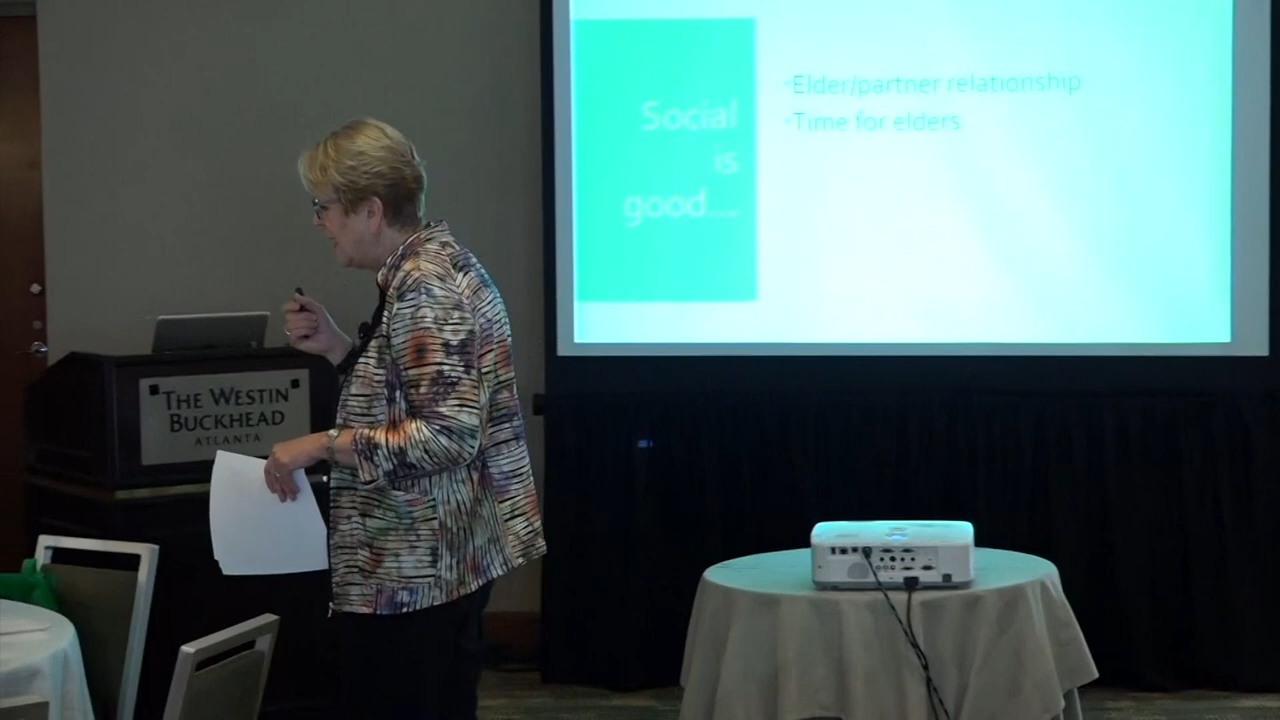 Social
is
good....
Elder/partner relationship
Time for elders
THE WESTIN
BUCKHEAD
ATLANTA